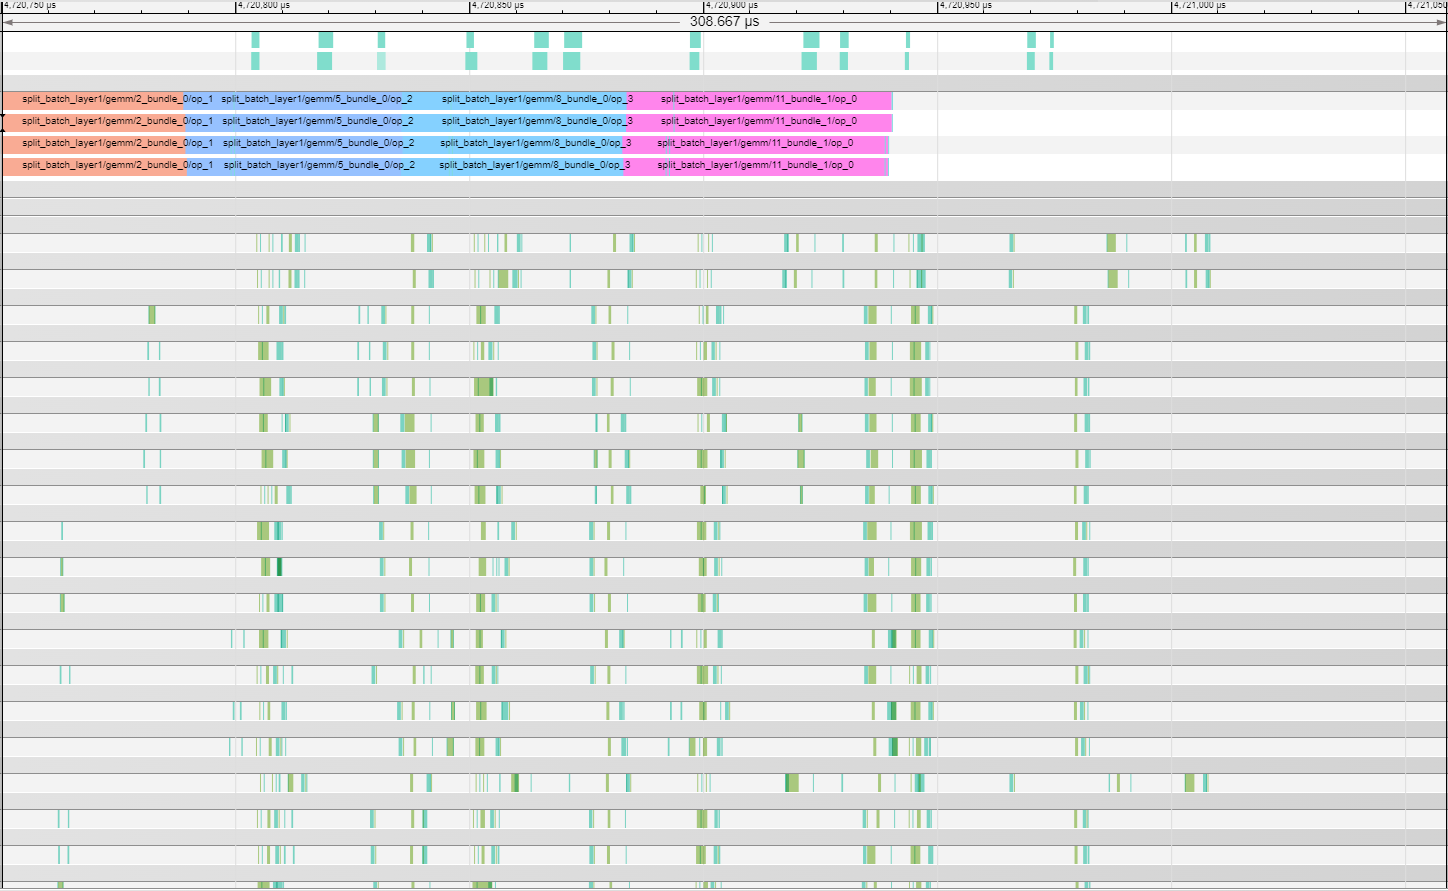 4,720,750 µs 4,720,800 µs 4,720,850 µs 4,720,900 µs 4,720,950 µs 4,721,000 µs 4,721,050
308.667 µs
split_batch_layer1/gemm/2_bundle_0/op_1 split_batch_layer1/gemm/5_bundle_0/op_2 split_batch_layer1/gemm/8_bundle_0/op_3 split_batch_layer1/gemm/11_bundle_1/op_0
split_batch_layer1/gemm/2_bundle_0/op_1 split_batch_layer1/gemm/5_bundle_0/op_2 split_batch_layer1/gemm/8_bundle_0/op_3 split_batch_layer1/gemm/11_bundle_1/op_0
split_batch_layer1/gemm/2_bundle_0/op_1 split_batch_layer1/gemm/5_bundle_0/op_2 split_batch_layer1/gemm/8_bundle_0/op_3 split_batch_layer1/gemm/11_bundle_1/op_0
split_batch_layer1/gemm/2_bundle_0/op_1 split_batch_layer1/gemm/5_bundle_0/op_2 split_batch_layer1/gemm/8_bundle_0/op_3 split_batch_layer1/gemm/11_bundle_1/op_0